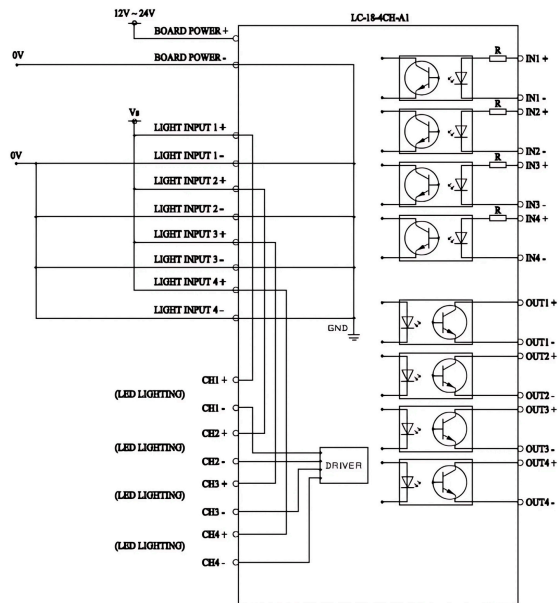 LC-18-4CH-A1
12V ~ 24V
BOARD POWER +
0V
BOARD POWER -
Vs
LIGHT INPUT 1 +
0V
LIGHT INPUT 1 -
LIGHT INPUT 2 +
LIGHT INPUT 2 -
LIGHT INPUT 3 +
LIGHT INPUT 3 -
LIGHT INPUT 4 +
LIGHT INPUT 4 -
GND
CH1 +
(LED LIGHTING)
CH1 -
CH2 +
(LED LIGHTING)
CH2 -
CH3 +
(LED LIGHTING)
CH3 -
CH4 +
(LED LIGHTING)
CH4 -
DRIVER
R
IN1 +
IN1 -
R
IN2 +
IN2 -
R
IN3 +
IN3 -
R
IN4 +
IN4 -
OUT1 +
OUT1 -
OUT2 +
OUT2 -
OUT3 +
OUT3 -
OUT4 +
OUT4 -